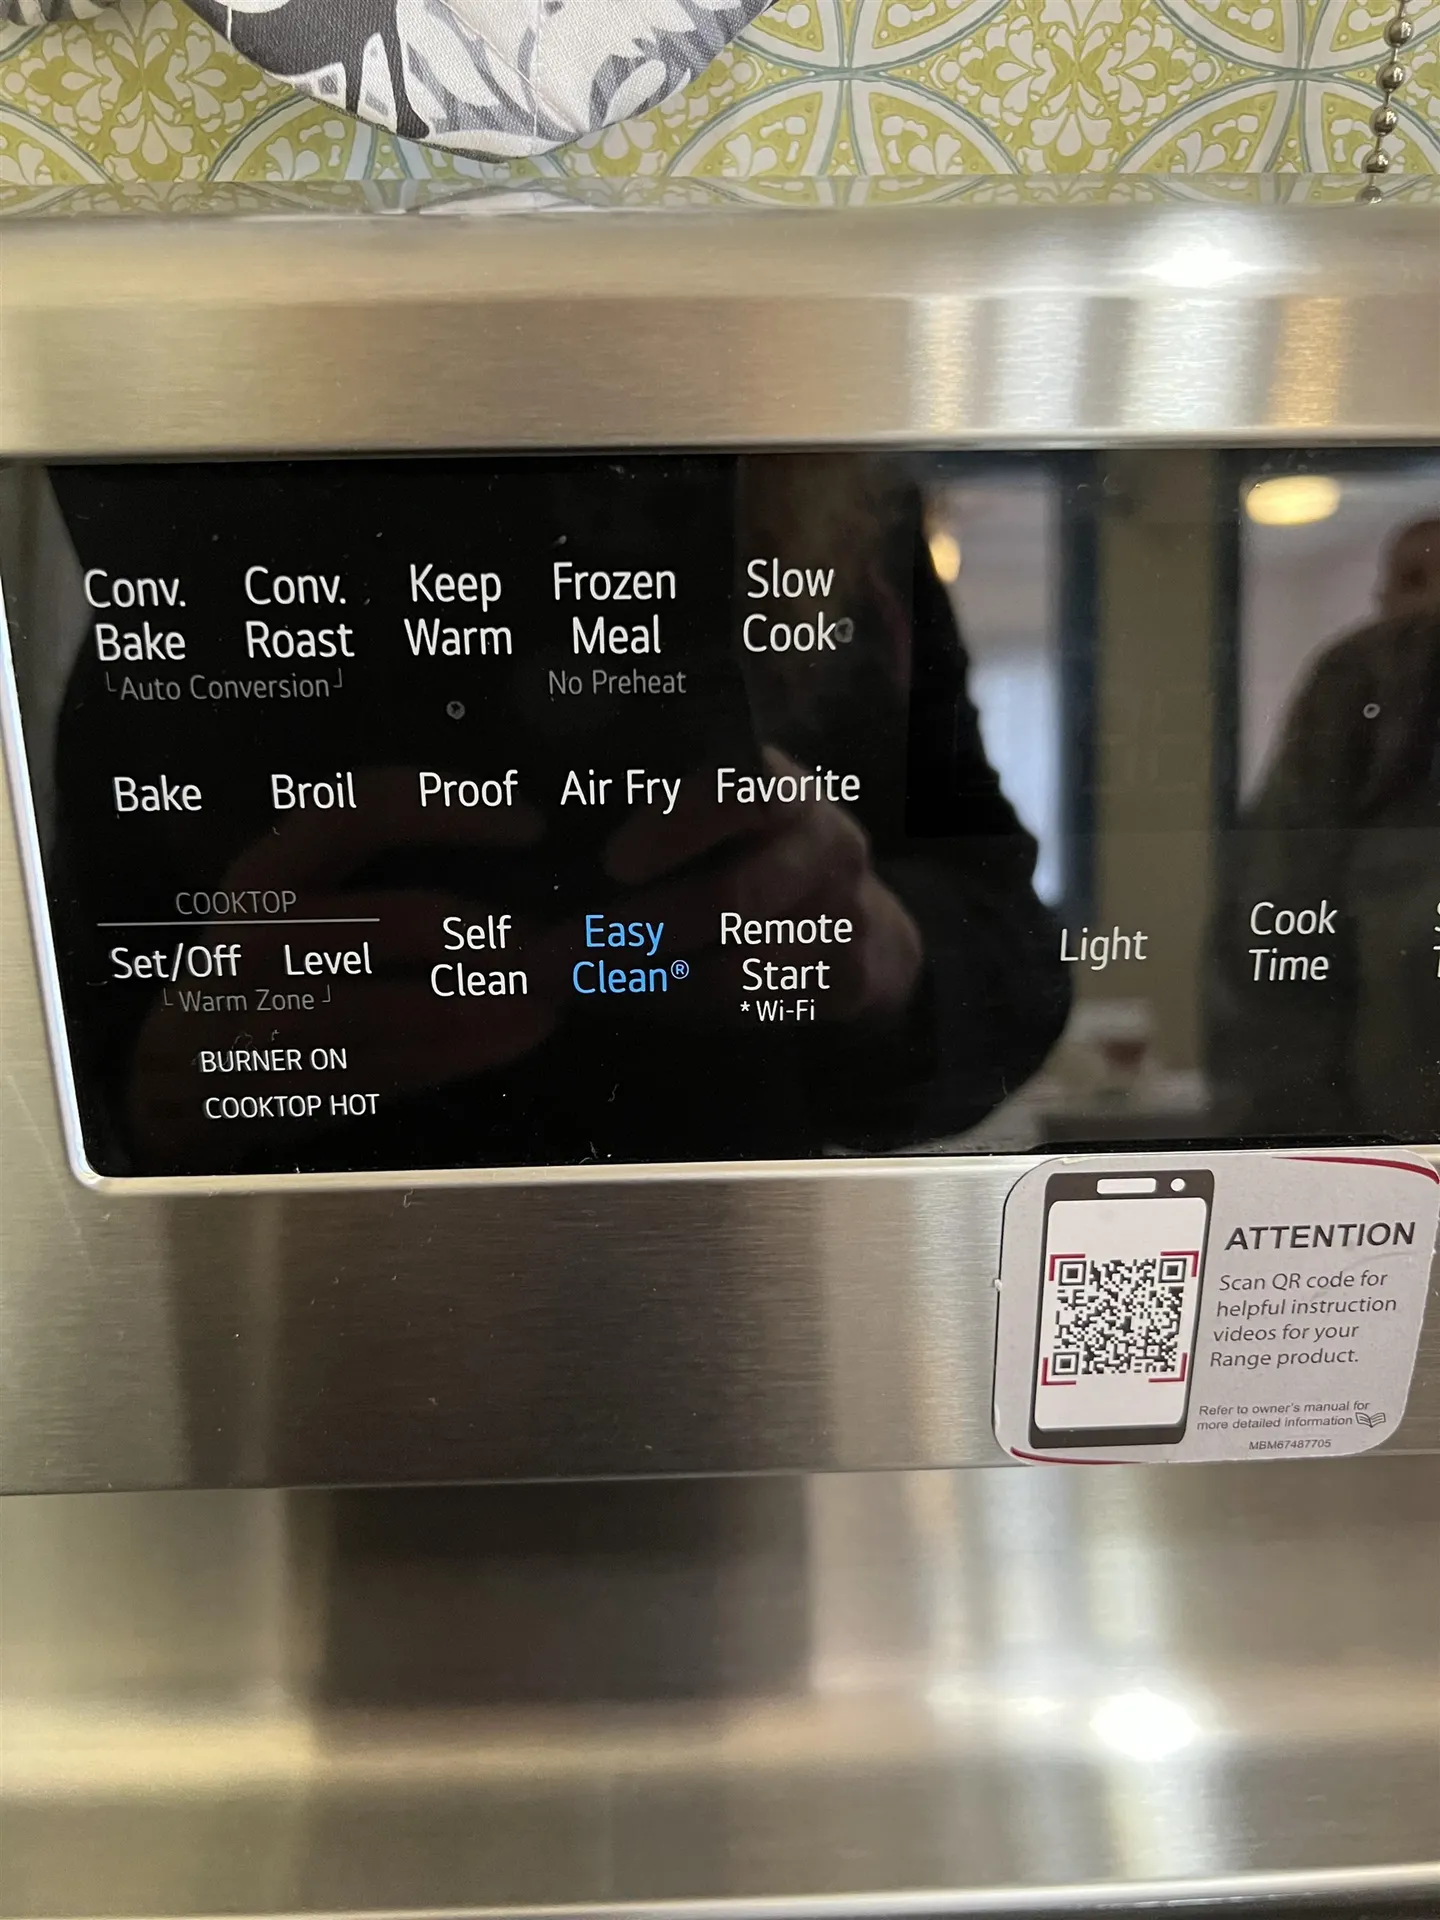 Conv. Bake
Conv. Roast
└Auto Conversion┘
Keep Warm
Frozen Meal
No Preheat
Slow Cook
Bake
Broil
Proof
Air Fry
Favorite
COOKTOP
Set/Off
Level
└Warm Zone┘
BURNER ON
COOKTOP HOT
Self Clean
Easy Clean®
Remote Start
* Wi-Fi
Light
Cook Time
ATTENTION
Scan QR code for
helpful instruction
videos for your
Range product.
Refer to owner's manual for
more detailed information
MBM67487705